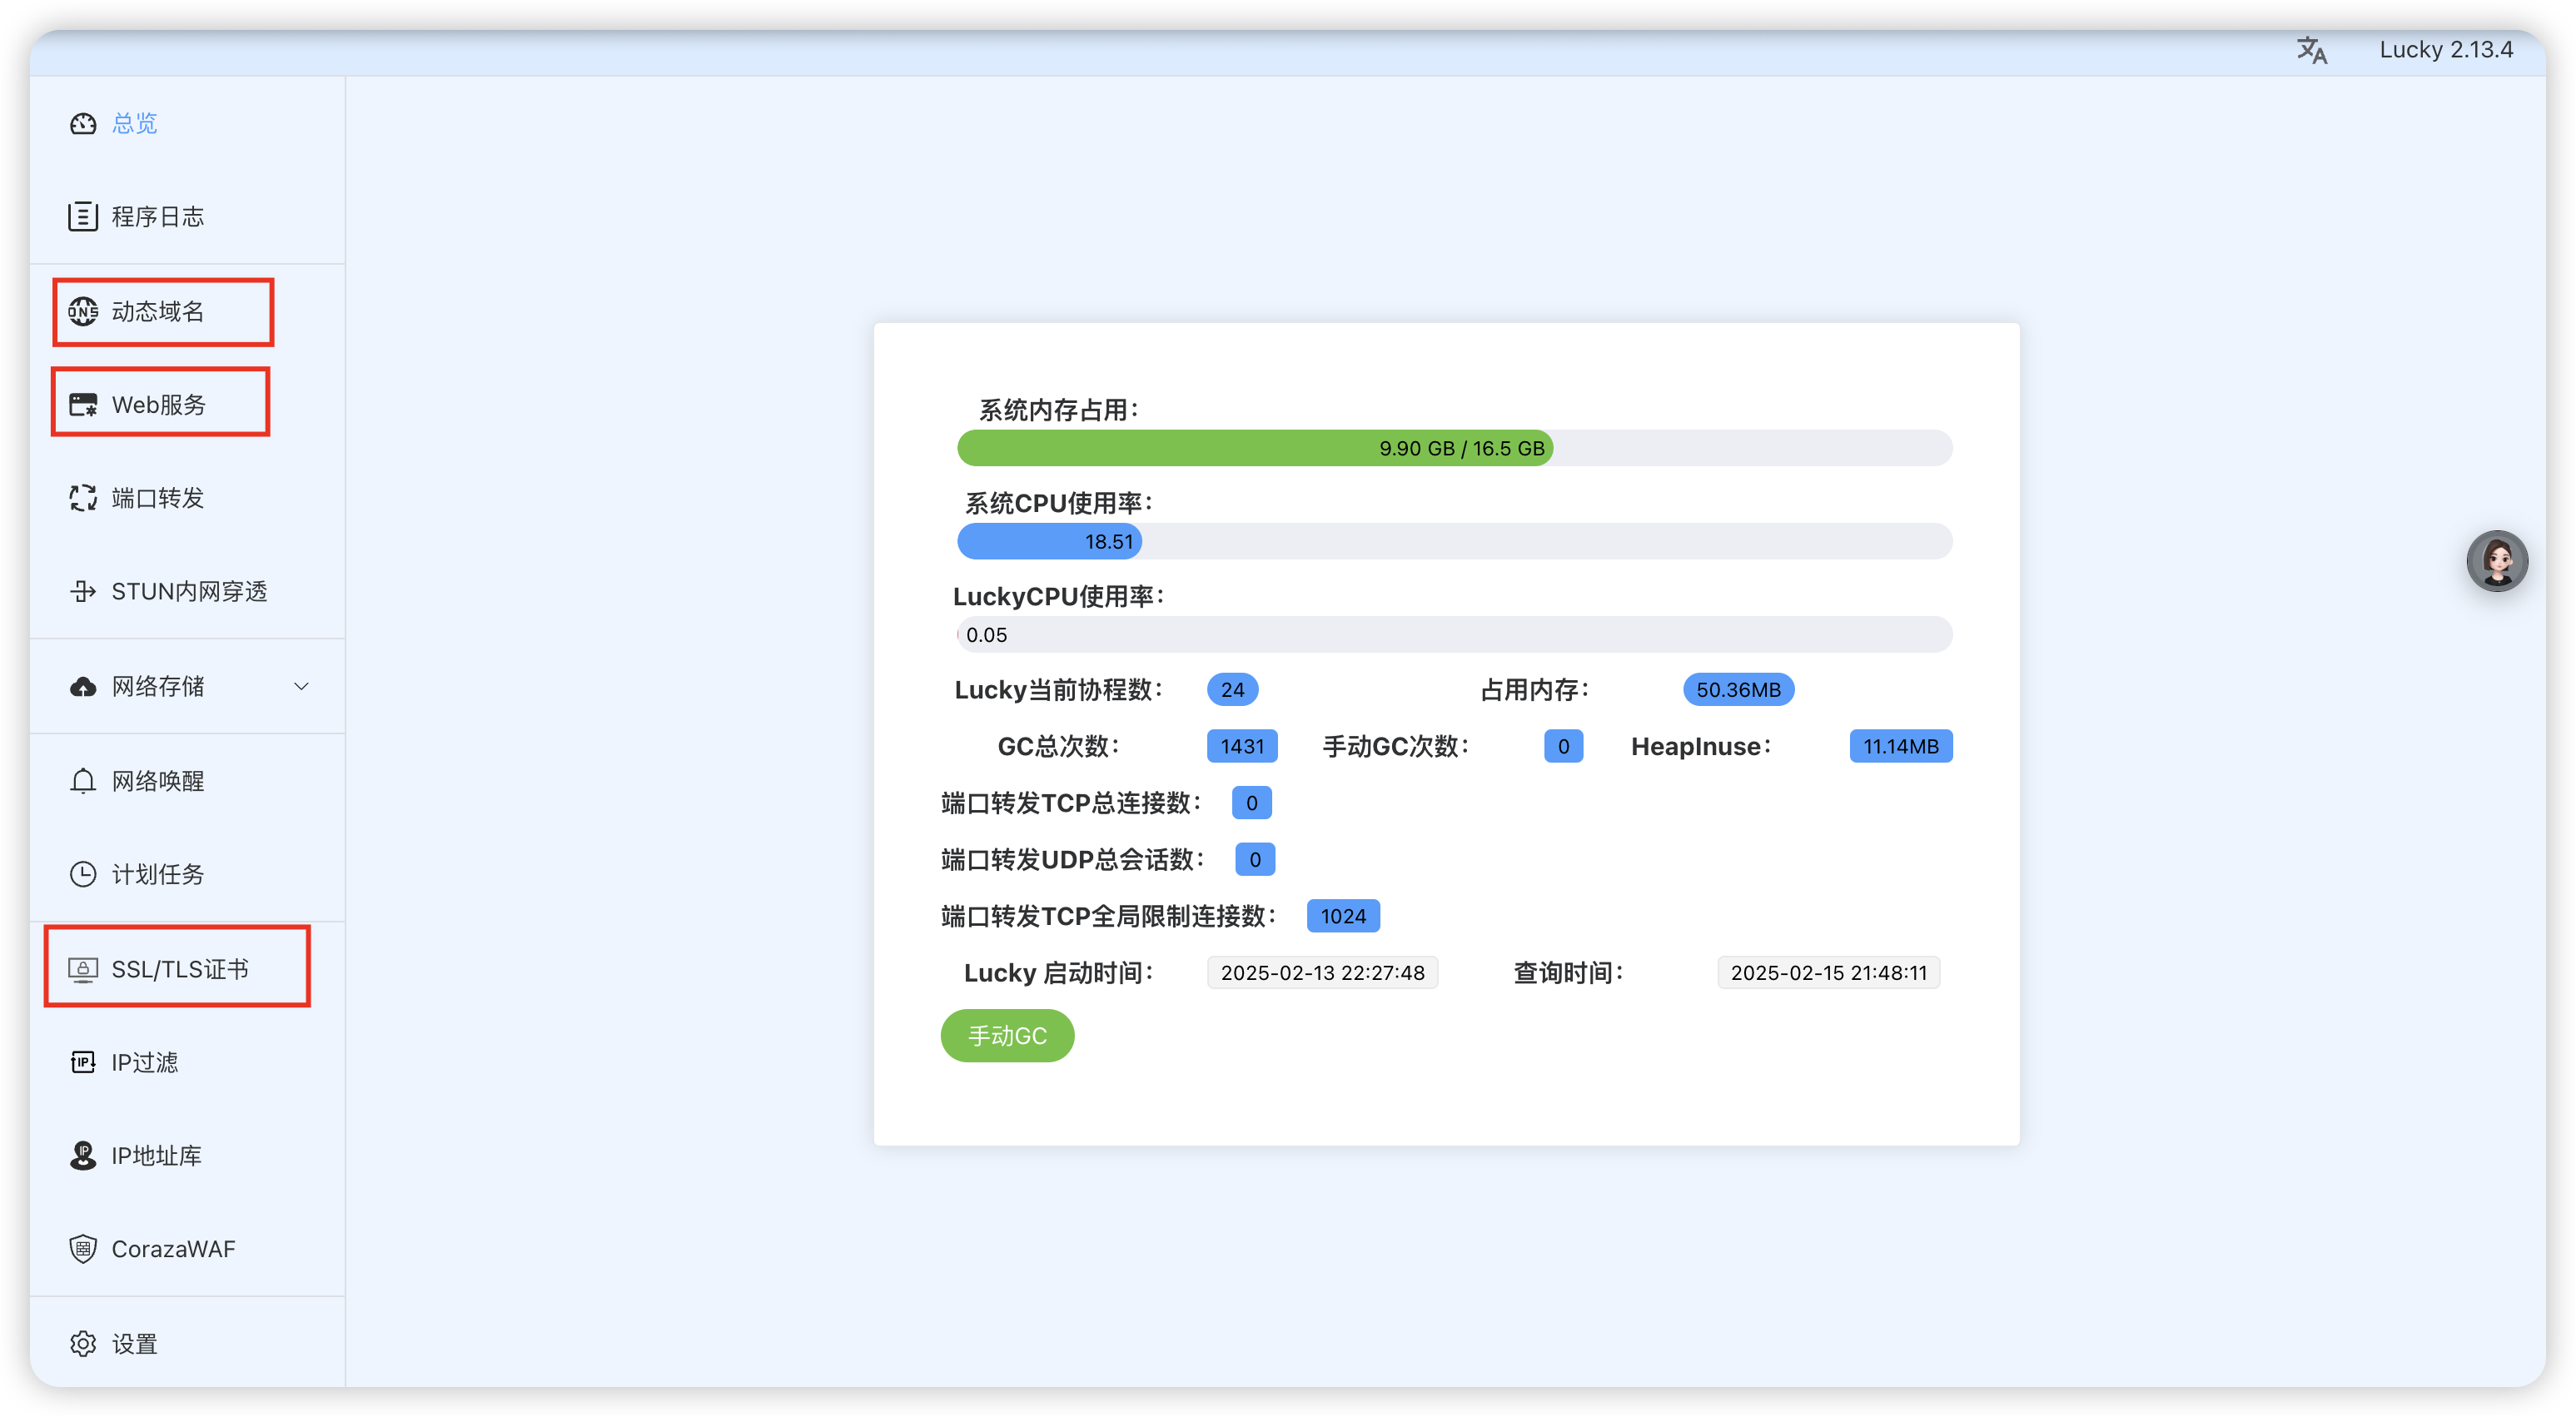 Lucky 2.13.4
总览
程序日志
动态域名
Web服务
端口转发
STUN内网穿透
网络存储
网络唤醒
计划任务
SSL/TLS证书
IP过滤
IP地址库
CorazaWAF
设置
系统内存占用：
9.90 GB / 16.5 GB
系统CPU使用率：
18.51
LuckyCPU使用率：
0.05
Lucky当前协程数： 24 占用内存： 50.36MB
GC总次数： 1431 手动GC次数： 0 HeapInuse： 11.14MB
端口转发TCP总连接数： 0
端口转发UDP总会话数： 0
端口转发TCP全局限制连接数： 1024
Lucky 启动时间： 2025-02-13 22:27:48 查询时间： 2025-02-15 21:48:11
手动GC